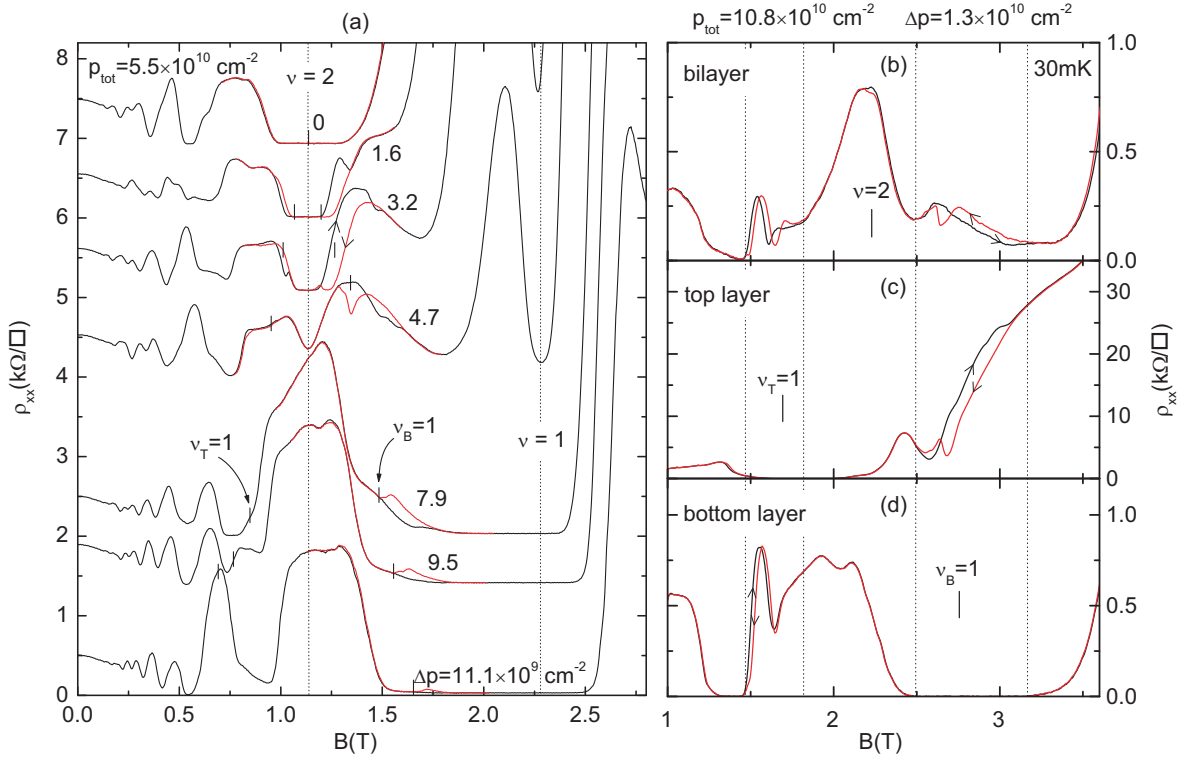 (a)
p_tot=5.5×10^10 cm^-2
ν = 2
0
1.6
3.2
4.7
ν_T=1
ν_B=1
ν = 1
7.9
9.5
Δp=11.1×10^9 cm^-2
8
7
6
5
4
3
2
1
0
ρ_xx(kΩ/□)
0.0 0.5 1.0 1.5 2.0 2.5
B(T)
p_tot=10.8×10^10 cm^-2 Δp=1.3×10^10 cm^-2
bilayer (b) 30mK
ν=2
1.0
0.5
0.0
top layer (c)
ν_T=1
30
20
10
0
ρ_xx(kΩ/□)
bottom layer (d)
ν_B=1
1.0
0.5
0.0
1 2 3
B(T)